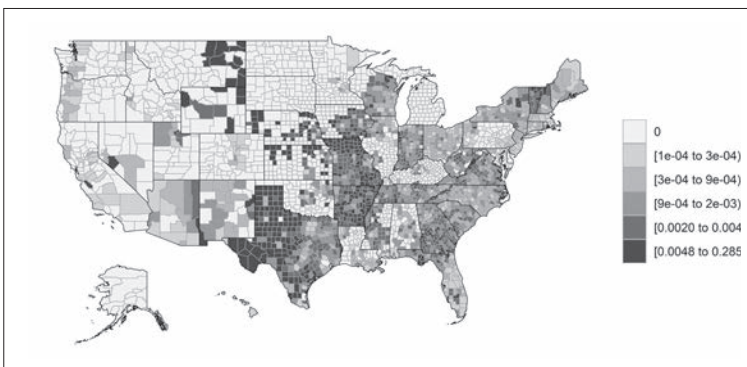 0
[1e-04 to 3e-04)
[3e-04 to 9e-04)
[9e-04 to 2e-03)
[0.0020 to 0.004
[0.0048 to 0.285